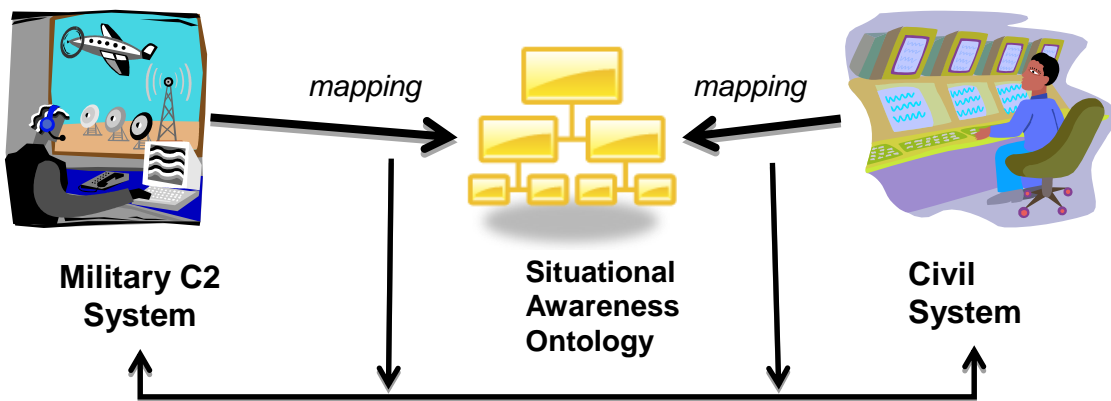 mapping
mapping
Military C2
System
Situational
Awareness
Ontology
Civil
System